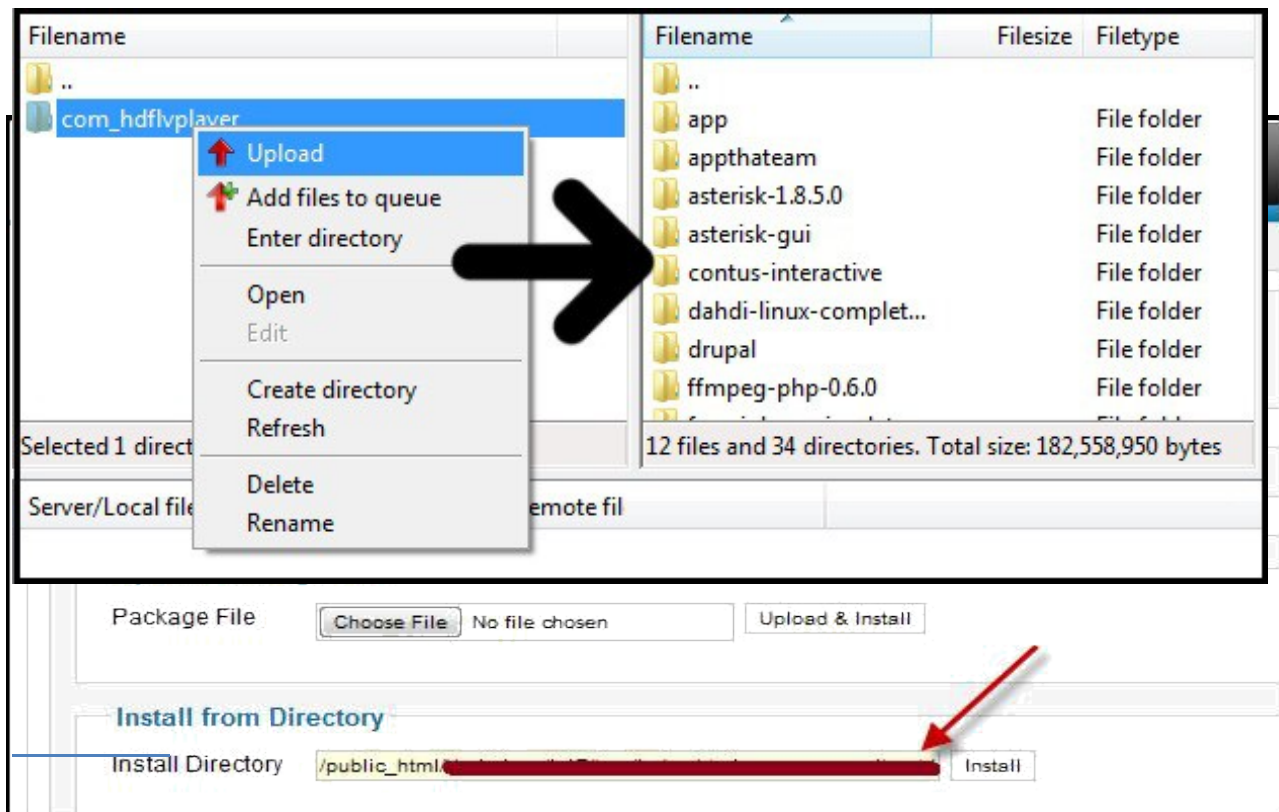 Filename
Filename Filesize Filetype
..
com_hdflvplayer
Upload
Add files to queue
Enter directory
Open
Edit
Create directory
Refresh
Delete
Rename
..
app File folder
appthateam File folder
asterisk-1.8.5.0 File folder
asterisk-gui File folder
contus-interactive File folder
dahdi-linux-complet... File folder
drupal File folder
ffmpeg-php-0.6.0 File folder
Selected 1 direct
12 files and 34 directories. Total size: 182,558,950 bytes
Server/Local file emote fil
Package File Choose File No file chosen Upload & Install
Install from Directory
Install Directory /public_html/ Install